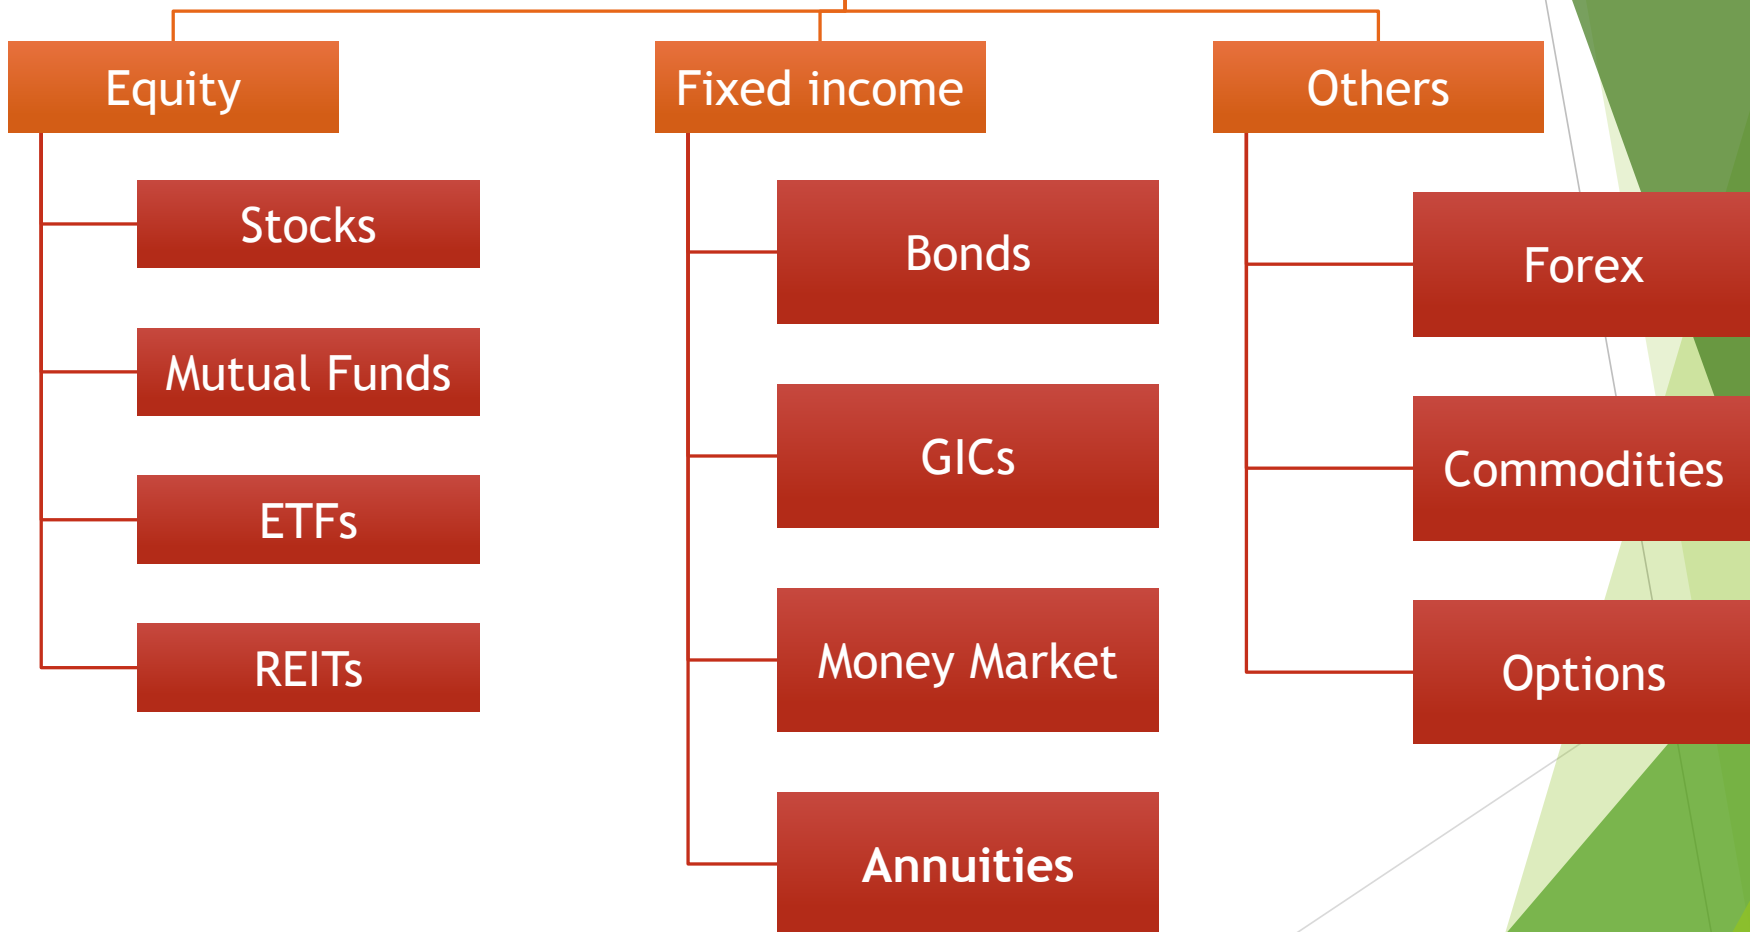 Equity
Stocks
Mutual Funds
ETFs
REITs
Fixed income
Bonds
GICs
Money Market
Annuities
Others
Forex
Commodities
Options